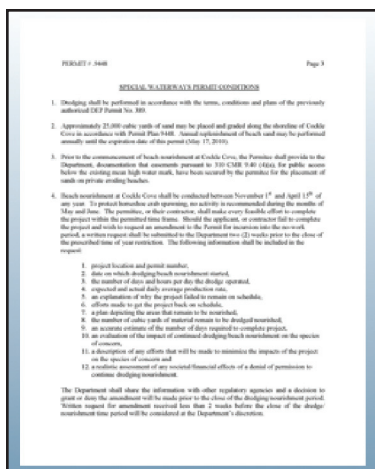 PERMIT # :9448 Page 3
SPECIAL WATERWAYS PERMIT CONDITIONS
1. Dredging shall be performed in accordance with the terms, conditions and plans of the previously
authorized DEP Permit No. 389.
2. Approximately 25,000 cubic yards of sand may be placed and graded along the shoreline of Cockle
Cove in accordance with Permit Plan 9448. Annual replenishment of beach sand may be performed
annually until the expiration date of this permit (May 17, 2010).
3. Prior to the commencement of beach nourishment at Cockle Cove, the Permittee shall provide to the
Department, documentation that easements pursuant to 310 CMR 9.40 (4)(a), for public access
below the existing mean high water mark, have been secured by the permittee for the placement of
sands on private eroding beaches.
4. Beach nourishment at Cockle Cove shall be conducted between November 1st and April 15th of
any year. To protect horseshoe crab spawning, no activity is recommended during the months of
May and June. The permittee, or their contractor, shall make every feasible effort to complete
the project within the permitted time frame. Should the applicant, or contractor fail to complete
the project and wish to request an amendment to the Permit for incursion into the no-work
period, a written request shall be submitted to the Department two (2) weeks prior to the close of
the prescribed time of year restriction. The following information shall be included in the
request:
1. project location and permit number,
2. date on which dredging/beach nourishment started,
3. the number of days and hours per day the dredge operated,
4. expected and actual daily average production rate,
5. an explanation of why the project failed to remain on schedule,
6. efforts made to get the project back on schedule,
7. a plan depicting the areas that remain to be nourished,
8. the number of cubic yards of material remain to be dredged/nourished,
9. an accurate estimate of the number of days required to complete project,
10. an evaluation of the impact of continued dredging/beach nourishment on the species
of concern,
11. a description of any efforts that will be made to minimize the impacts of the project
on the species of concern and
12. a realistic assessment of any societal/financial effects of a denial of permission to
continue dredging/nourishment.
The Department shall share the information with other regulatory agencies and a decision to
grant or deny the amendment will be made prior to the close of the dredging/nourishment period.
Written request for amendment received less than 2 weeks before the close of the dredge/
nourishment time period will be considered at the Department's discretion.